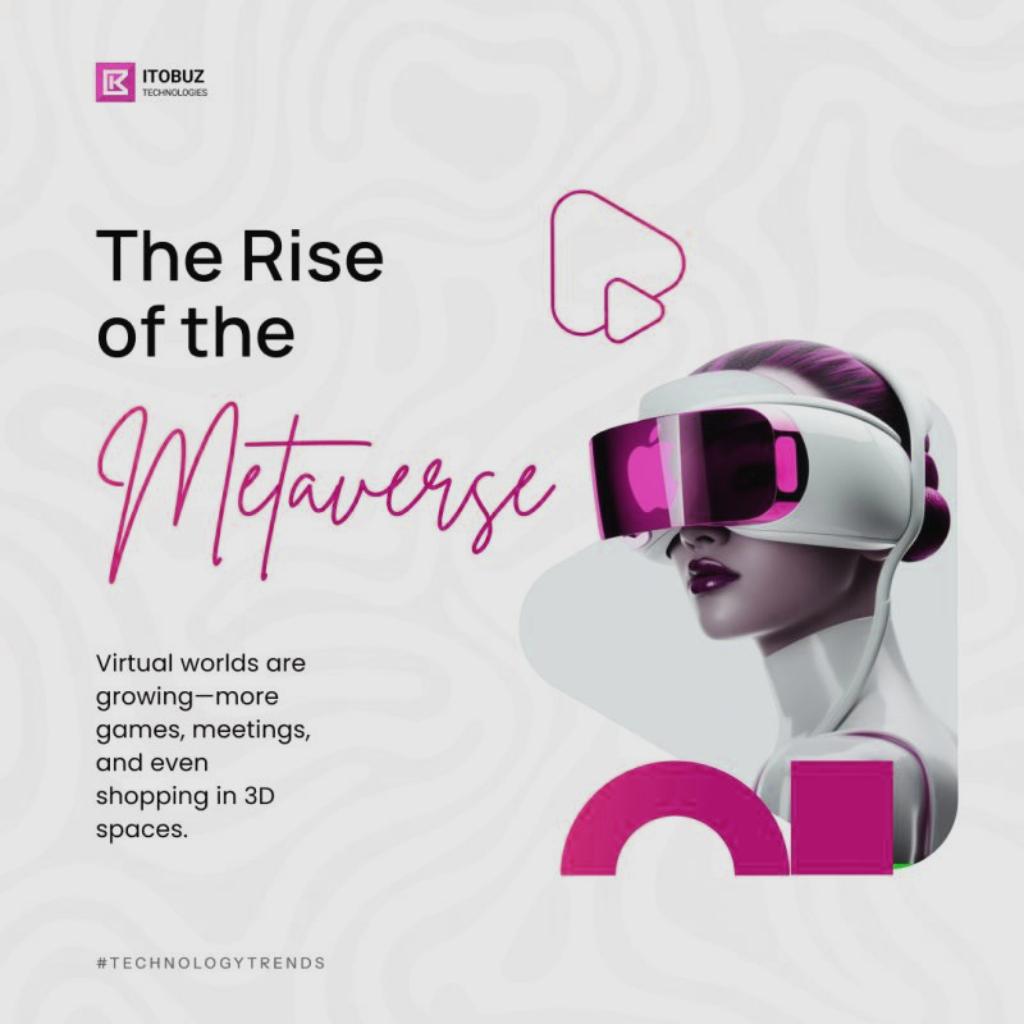 ITOBUZ
TECHNOLOGIES
The Rise
of the
Metaverse
Virtual worlds are
growing—more
games, meetings,
and even
shopping in 3D
spaces.
#TECHNOLOGYTRENDS